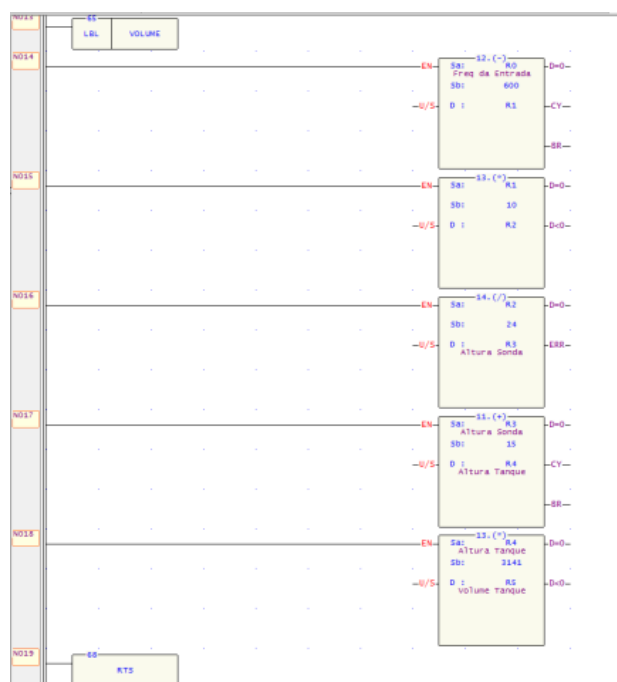 N013
65
LBL VOLUME
N014
12.(-)
EN Sa: R0 D=0
Freq da Entrada
Sb: 600
U/S D : R1 CY
BR
N015
13.(*)
EN Sa: R1 D=0
Sb: 10
U/S D : R2 D<0
N016
14.(/)
EN Sa: R2 D=0
Sb: 24
U/S D : R3 ERR
Altura Sonda
N017
11.(+)
EN Sa: R3 D=0
Altura Sonda
Sb: 15
U/S D : R4 CY
Altura Tanque
BR
N018
13.(*)
EN Sa: R4 D=0
Altura Tanque
Sb: 3141
U/S D : R5 D<0
Volume Tanque
N019
68
RTS